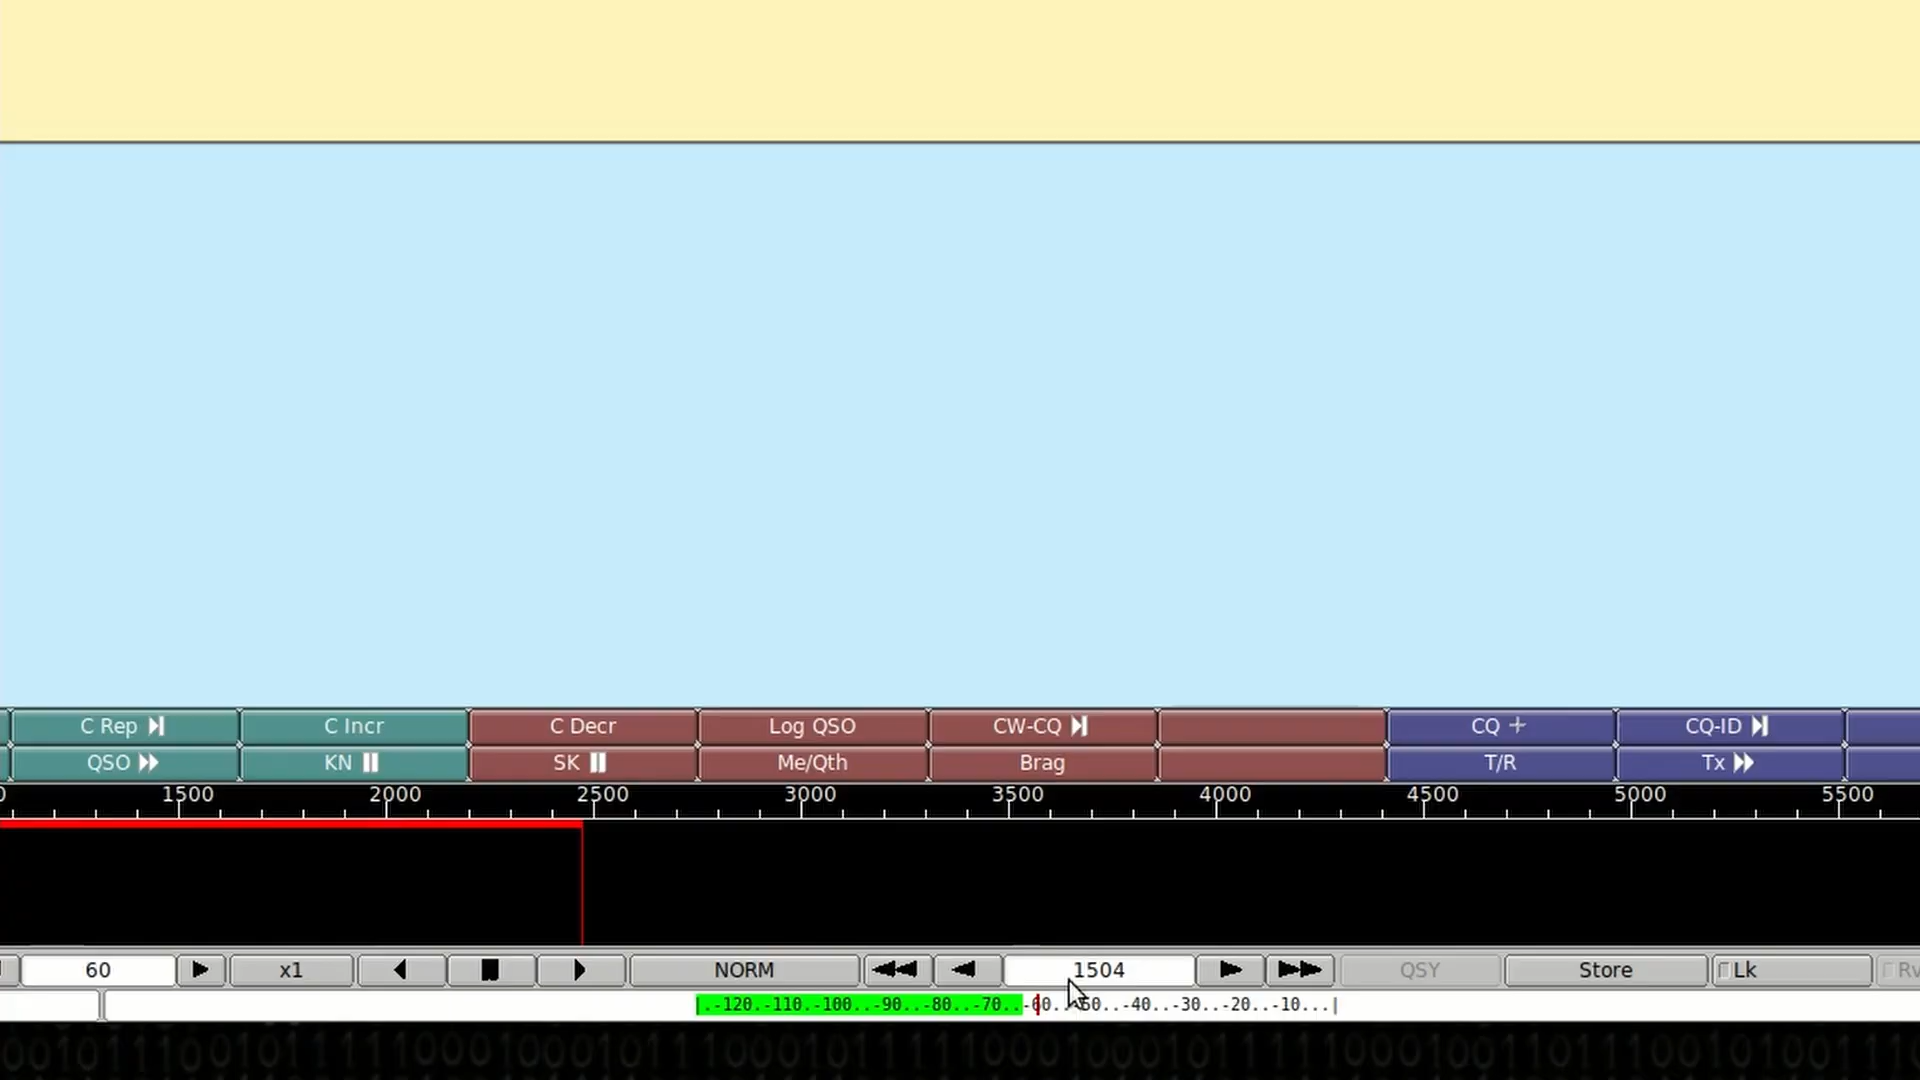 C Rep C Incr C Decr Log QSO CW-CQ CQ CQ-ID
QSO KN SK Me/Qth Brag T/R Tx
0 1500 2000 2500 3000 3500 4000 4500 5000 5500
60 x1 NORM 1504 QSY Store Lk Rv
|.-120.-110.-100..-90..-80..-70..-60..-50..-40..-30..-20..-10...|